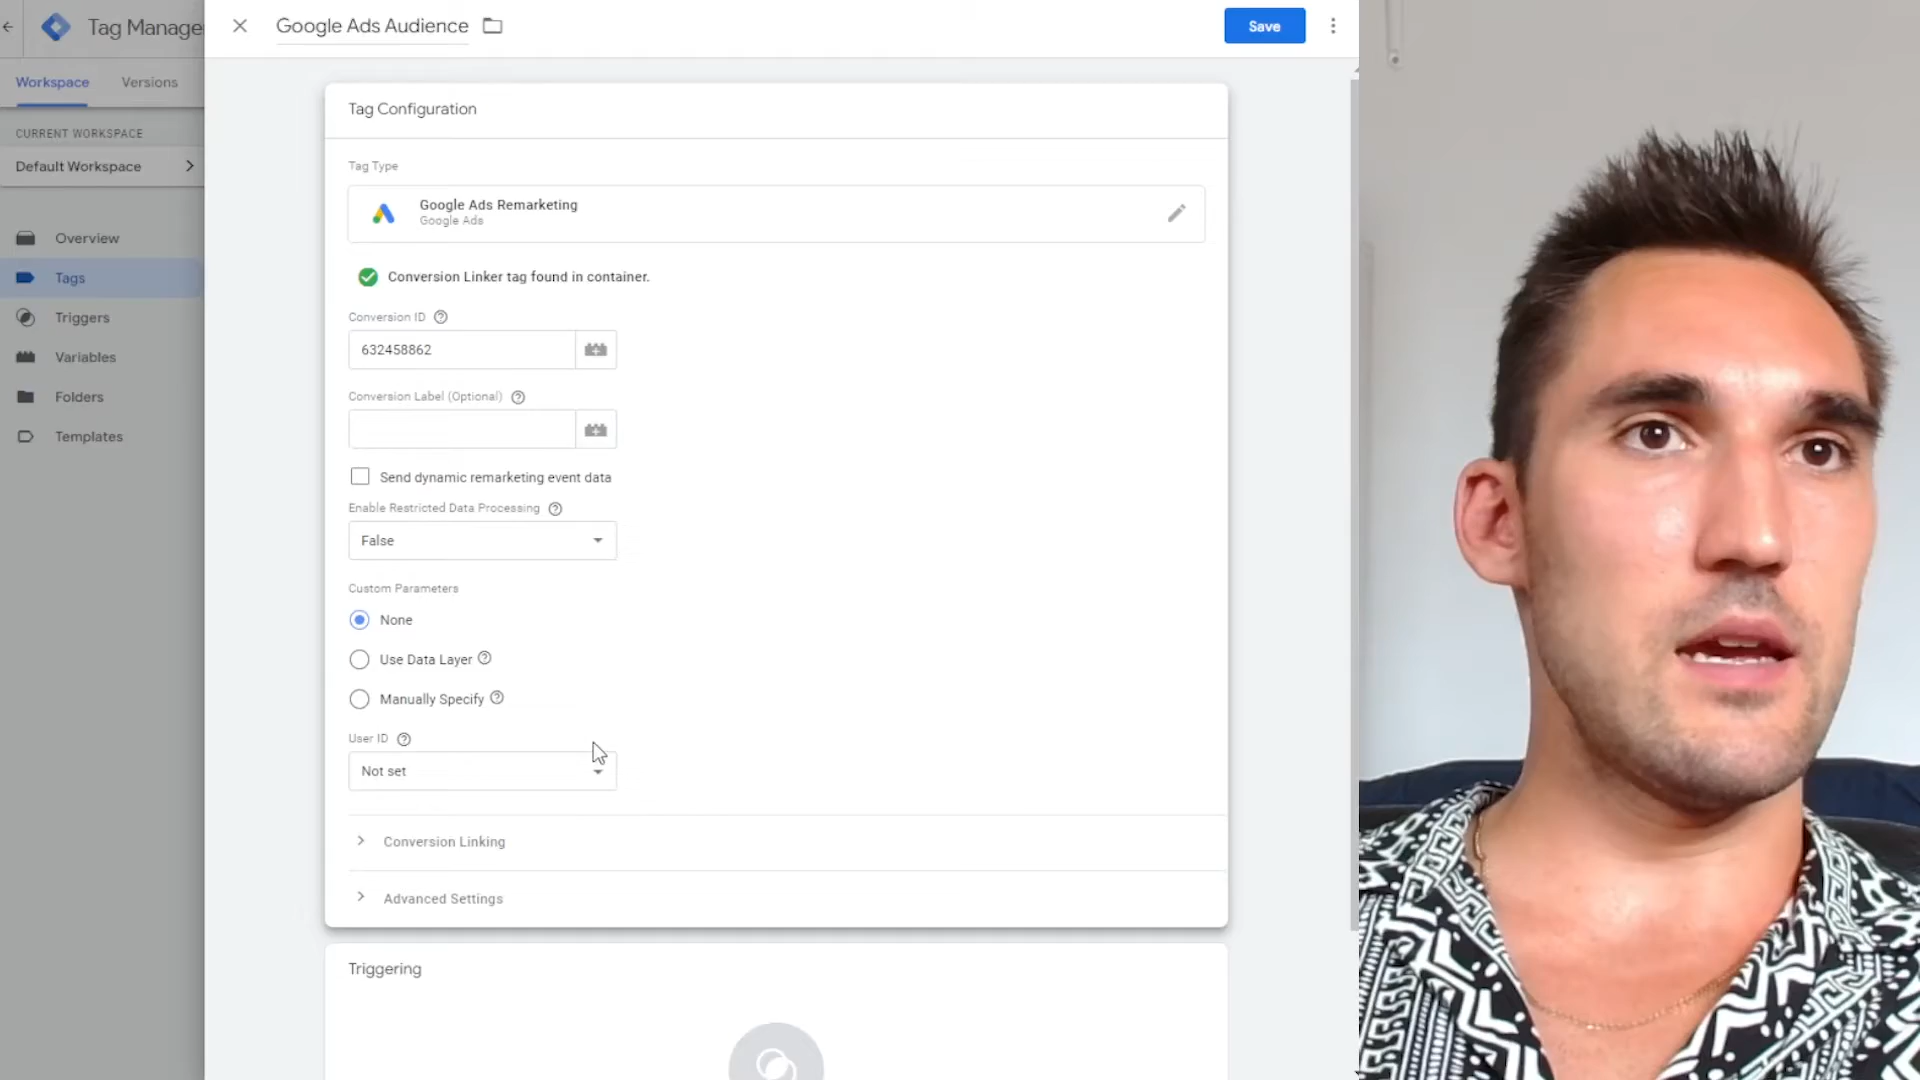 Tag Manage
Google Ads Audience
Save
Workspace
Versions
CURRENT WORKSPACE
Default Workspace
Overview
Tags
Triggers
Variables
Folders
Templates
Tag Configuration
Tag Type
Google Ads Remarketing
Google Ads
Conversion Linker tag found in container.
Conversion ID
632458862
Conversion Label (Optional)
Send dynamic remarketing event data
Enable Restricted Data Processing
False
Custom Parameters
None
Use Data Layer
Manually Specify
User ID
Not set
Conversion Linking
Advanced Settings
Triggering